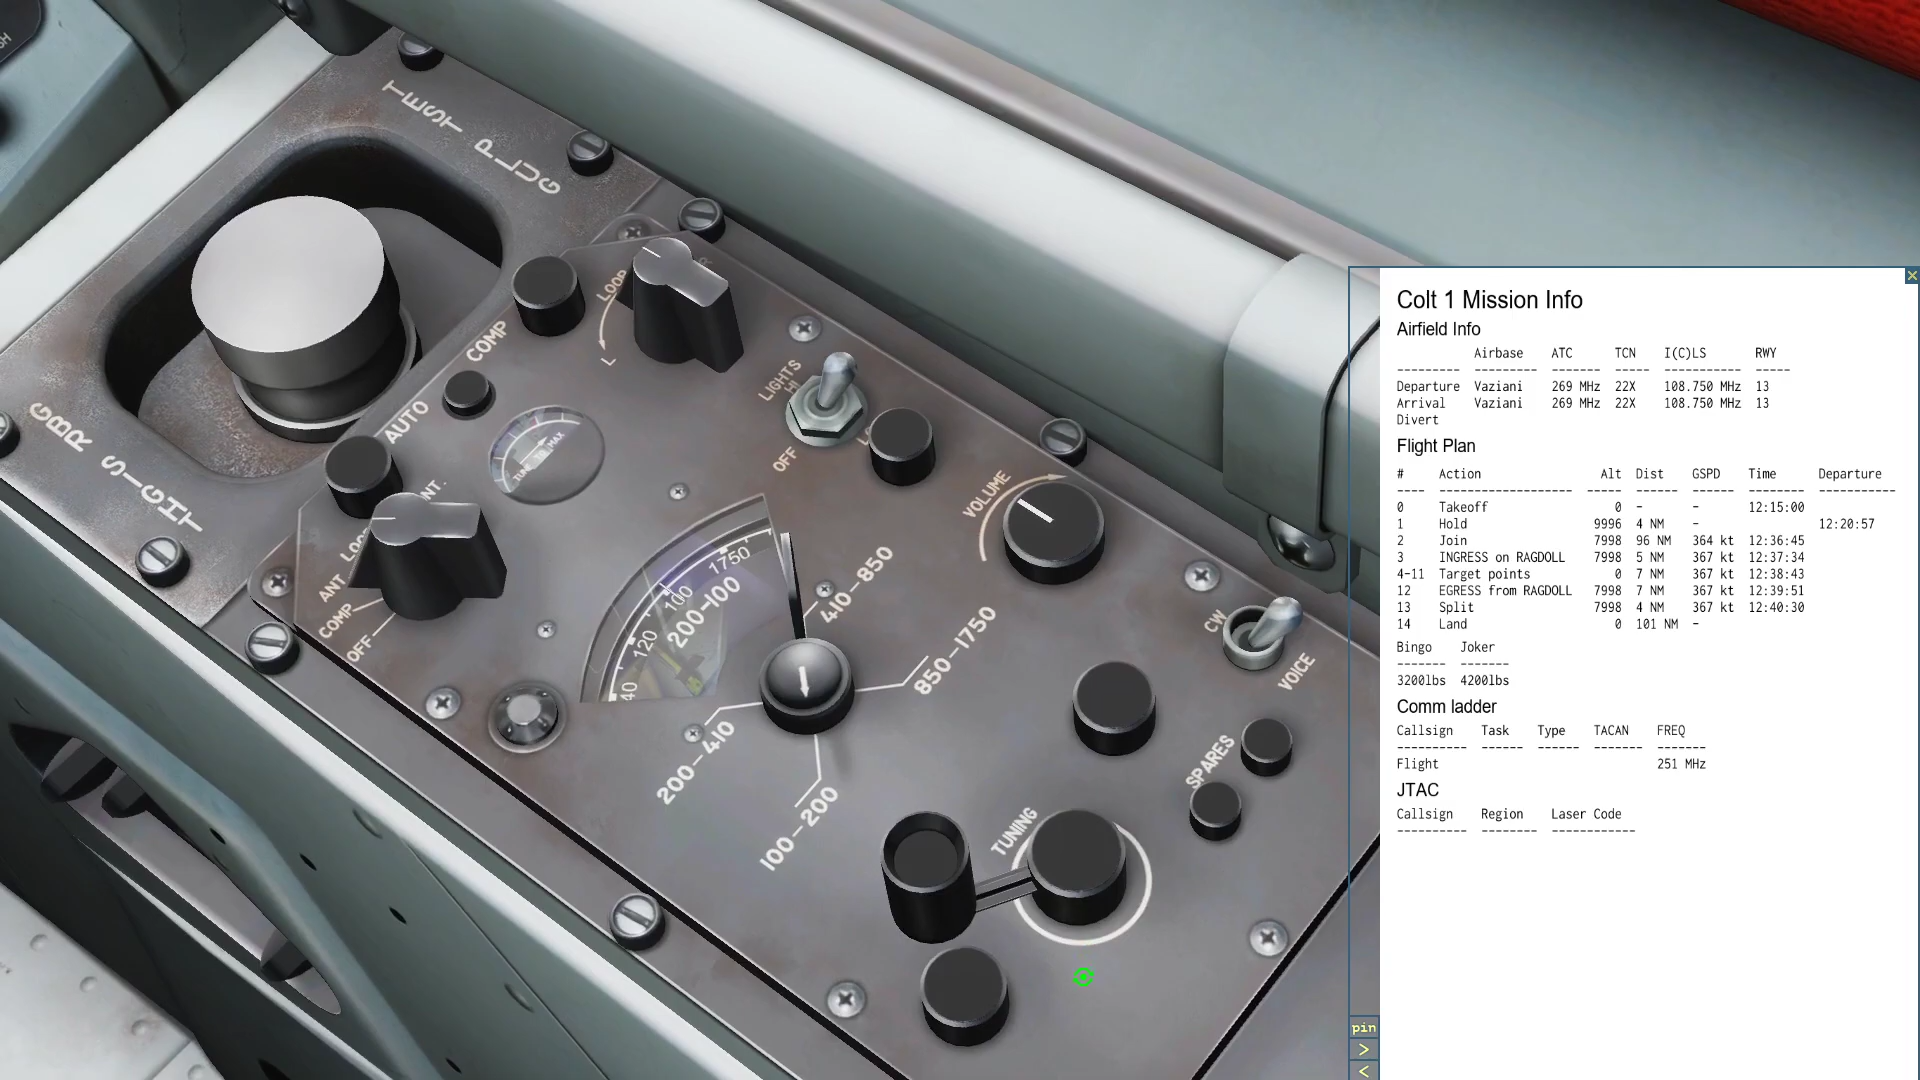 TEST PLUG
GBR SIGHT
LOOP
L
COMP
AUTO
ANT
COMP
OFF
TUNE TO MAX
LIGHTS
HI
OFF
VOLUME
1750
100
120
200-100
410-850
850-1750
200-410
100-200
CW
VOICE
SPARES
TUNING
Colt 1 Mission Info
Airfield Info
Airbase ATC TCN I(C)LS RWY
--------- --------- ------- ----- ----------- -----
Departure Vaziani 269 MHz 22X 108.750 MHz 13
Arrival Vaziani 269 MHz 22X 108.750 MHz 13
Divert
Flight Plan
# Action Alt Dist GSPD Time Departure
---- ------------------- ----- ------ ------ -------- -----------
0 Takeoff 0 - - 12:15:00
1 Hold 9996 4 NM - 12:20:57
2 Join 7998 96 NM 364 kt 12:36:45
3 INGRESS on RAGDOLL 7998 5 NM 367 kt 12:37:34
4-11 Target points 0 7 NM 367 kt 12:38:43
12 EGRESS from RAGDOLL 7998 7 NM 367 kt 12:39:51
13 Split 7998 4 NM 367 kt 12:40:30
14 Land 0 101 NM -
Bingo Joker
------- -------
3200lbs 4200lbs
Comm ladder
Callsign Task Type TACAN FREQ
---------- ------ ------ ------- -------
Flight 251 MHz
JTAC
Callsign Region Laser Code
---------- -------- ------------
pin
>
<